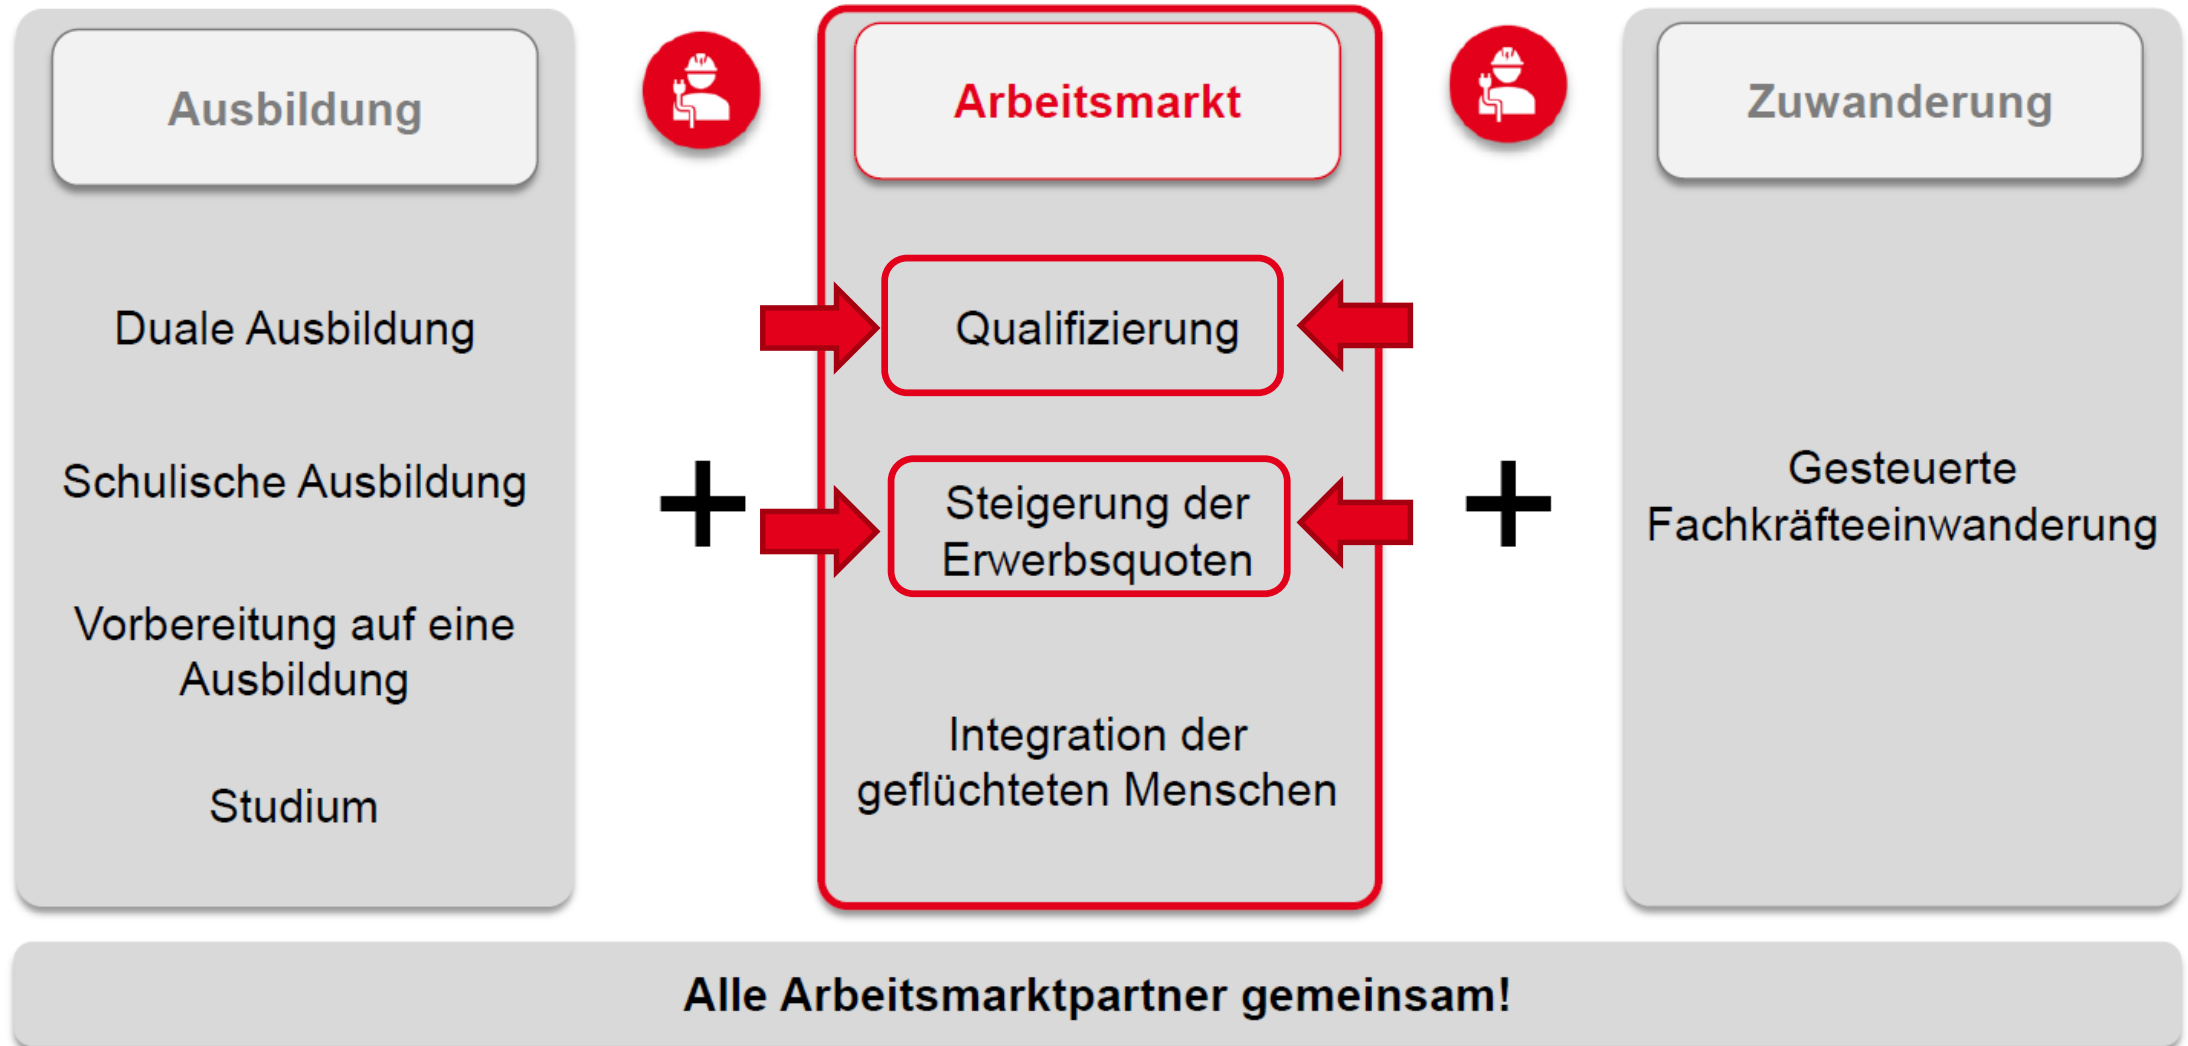 Ausbildung
Duale Ausbildung
Schulische Ausbildung
Vorbereitung auf eine
Ausbildung
Studium
+
Arbeitsmarkt
Qualifizierung
Steigerung der
Erwerbsquoten
Integration der
geflüchteten Menschen
+
Zuwanderung
Gesteuerte
Fachkräfteeinwanderung
Alle Arbeitsmarktpartner gemeinsam!